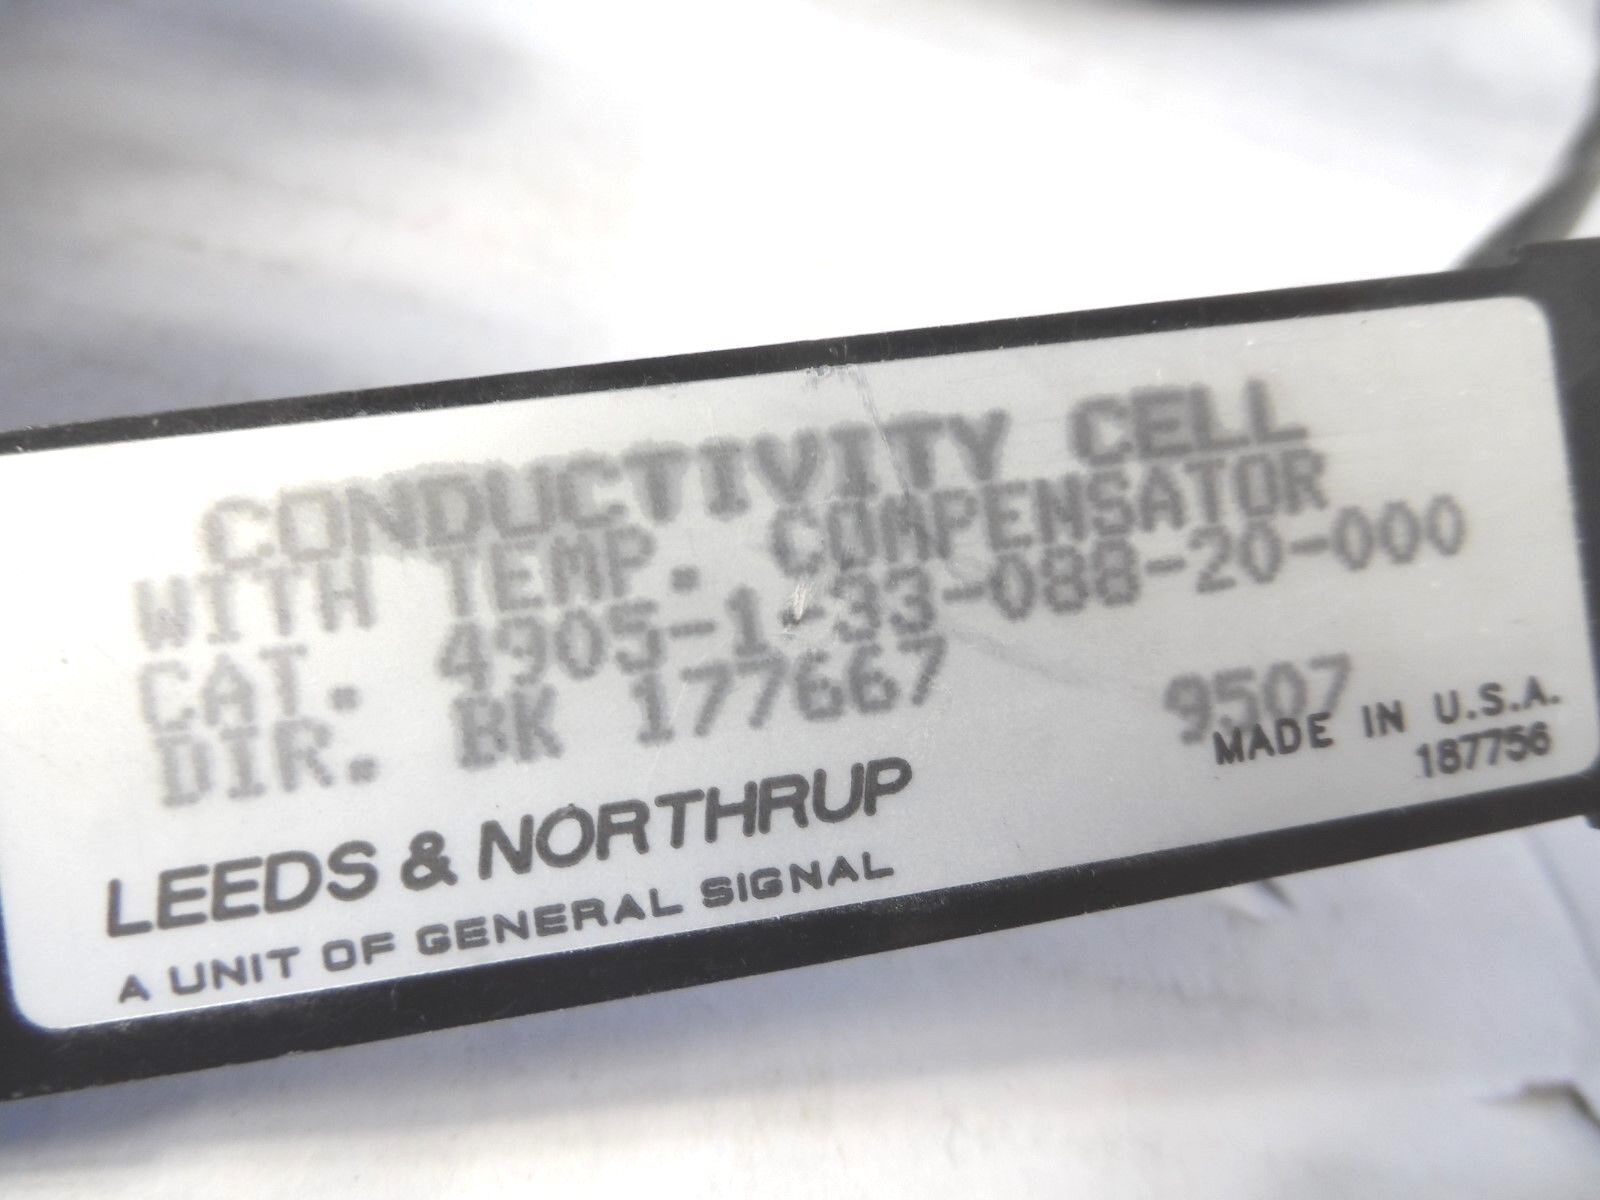 CONDUCTIVITY CELL
WITH TEMP. COMPENSATOR
CAT. 4905-1-33-088-20-000
DIR. BK 177667 9507
MADE IN U.S.A.
187756
LEEDS & NORTHRUP
A UNIT OF GENERAL SIGNAL